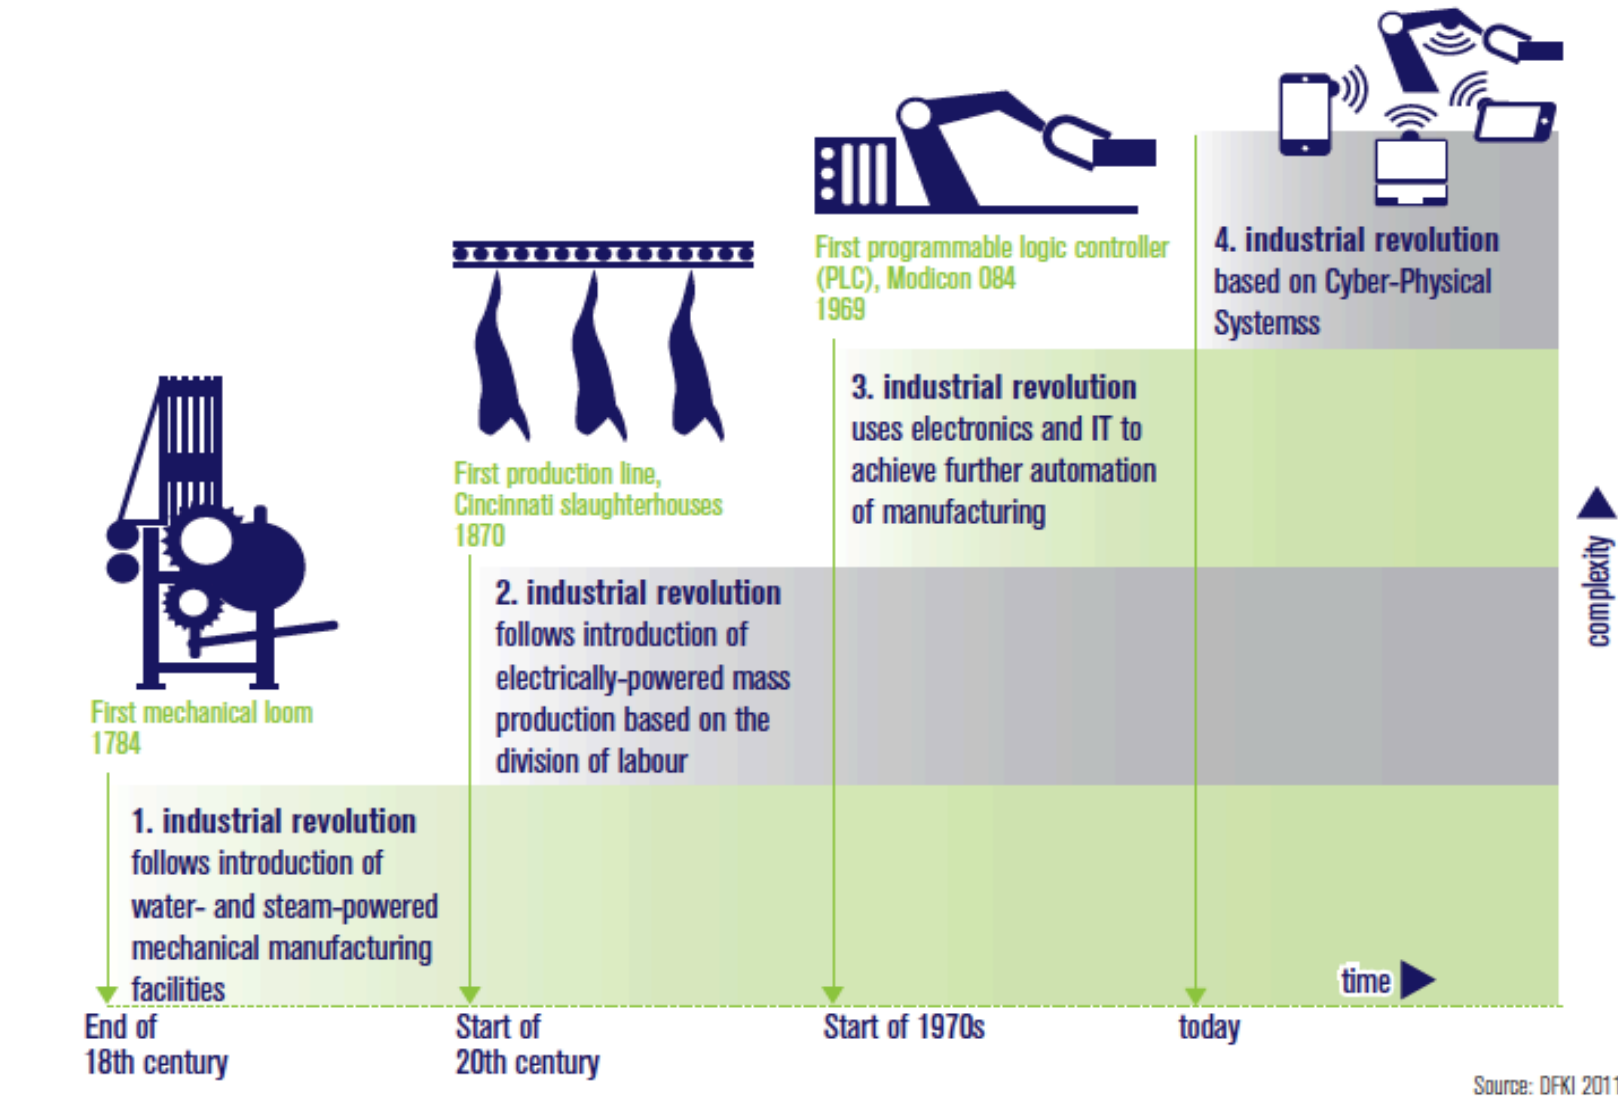 First mechanical loom
1784
First production line,
Cincinnati slaughterhouses
1870
First programmable logic controller
(PLC), Modicon 084
1969
4. industrial revolution
based on Cyber-Physical
Systemss
3. industrial revolution
uses electronics and IT to
achieve further automation
of manufacturing
2. industrial revolution
follows introduction of
electrically-powered mass
production based on the
division of labour
1. industrial revolution
follows introduction of
water- and steam-powered
mechanical manufacturing
facilities
complexity
time
End of
18th century
Start of
20th century
Start of 1970s
today
Source: DFKI 2011